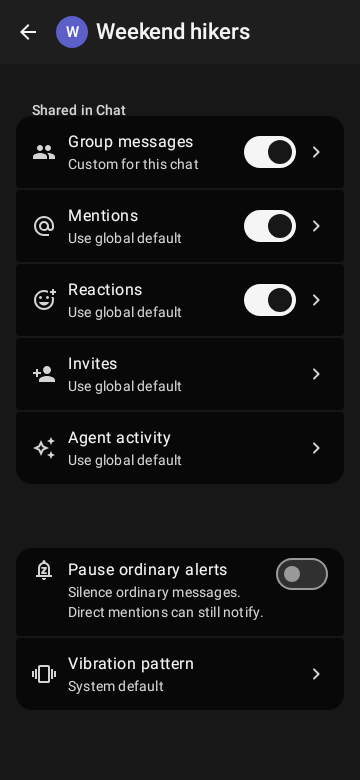 W Weekend hikers
Shared in Chat
Group messages
Custom for this chat
Mentions
Use global default
Reactions
Use global default
Invites
Use global default
Agent activity
Use global default
Pause ordinary alerts
Silence ordinary messages.
Direct mentions can still notify.
Vibration pattern
System default